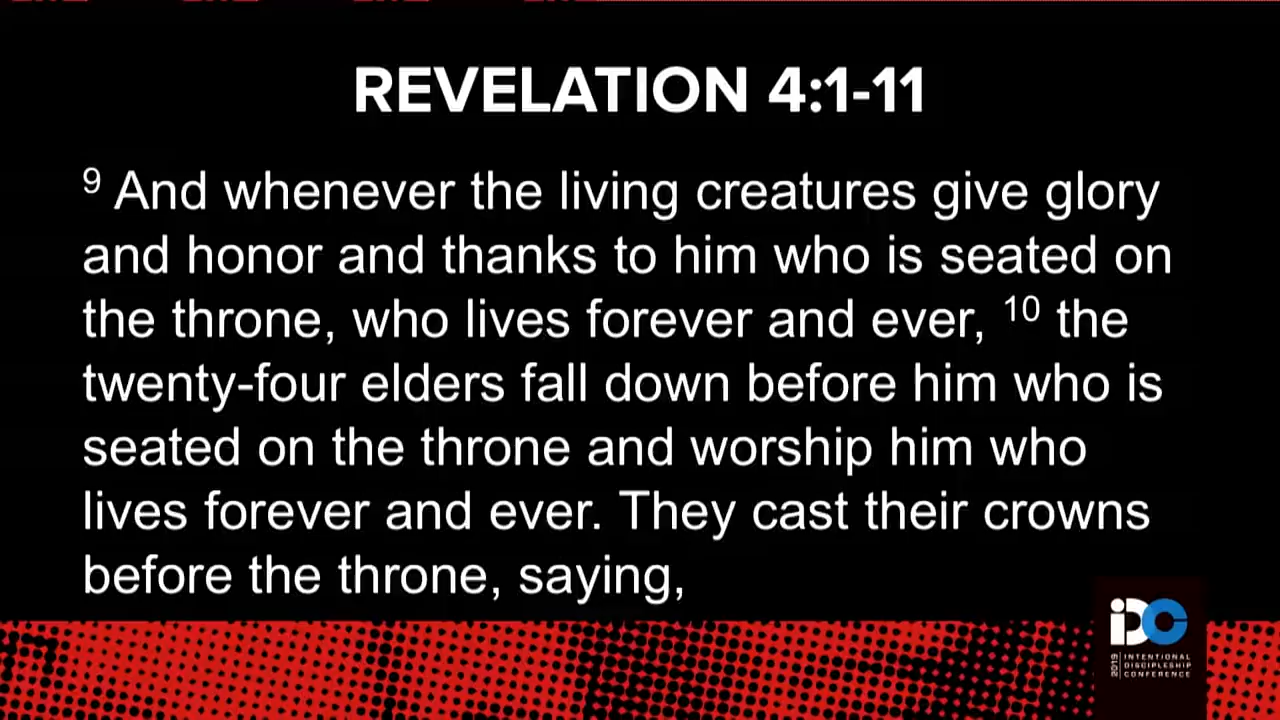 REVELATION 4:1-11
9 And whenever the living creatures give glory
and honor and thanks to him who is seated on
the throne, who lives forever and ever, 10 the
twenty-four elders fall down before him who is
seated on the throne and worship him who
lives forever and ever. They cast their crowns
before the throne, saying,
iDC
2019
INTENTIONAL
DISCIPLESHIP
CONFERENCE